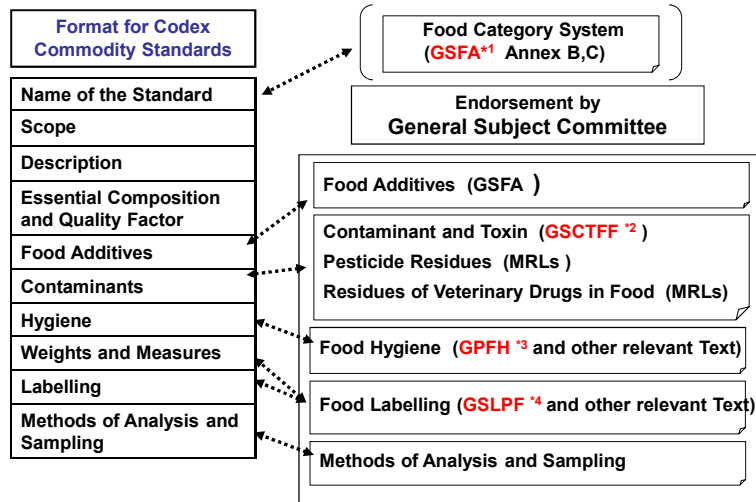 Format for Codex
Commodity Standards
Name of the Standard
Scope
Description
Essential Composition
and Quality Factor
Food Additives
Contaminants
Hygiene
Weights and Measures
Labelling
Methods of Analysis and
Sampling
Food Category System
(GSFA*1 Annex B,C)
Endorsement by
General Subject Committee
Food Additives (GSFA )
Contaminant and Toxin (GSCTFF *2 )
Pesticide Residues (MRLs )
Residues of Veterinary Drugs in Food (MRLs)
Food Hygiene (GPFH *3 and other relevant Text)
Food Labelling (GSLPF *4 and other relevant Text)
Methods of Analysis and Sampling